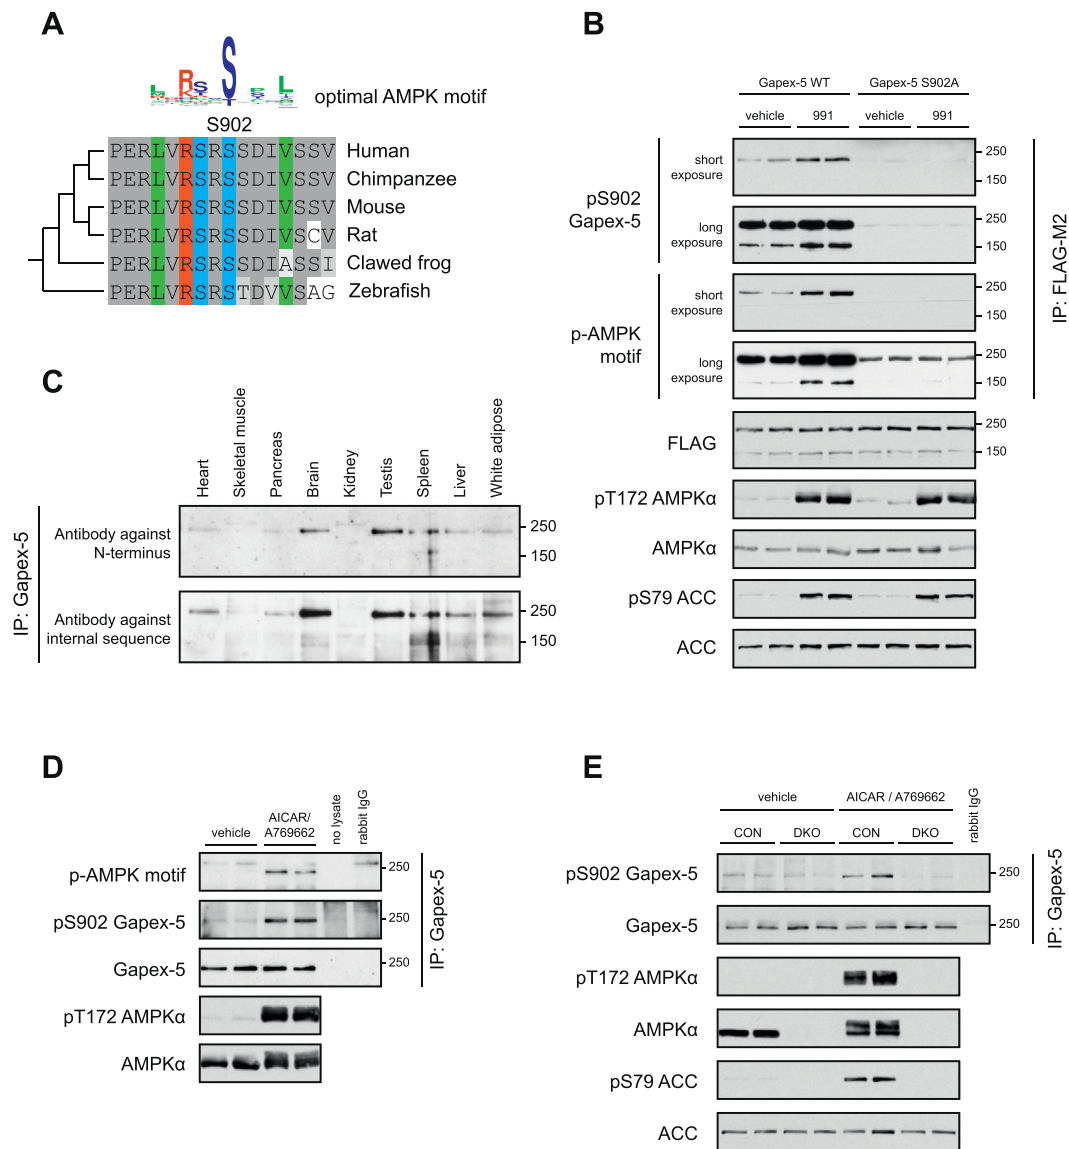 A
optimal AMPK motif
S902
PERLVRSRSSDIVSSV Human
PERLVRSRSSDIVSSV Chimpanzee
PERLVRSRSSDIVSSV Mouse
PERLVRSRSSDIVSCV Rat
PERLVRSRSSDIASSI Clawed frog
PERLVRSRSTDVVSAG Zebrafish
B
Gapex-5 WT Gapex-5 S902A
vehicle 991 vehicle 991
pS902
Gapex-5
short
exposure
250
150
long
exposure
250
150
p-AMPK
motif
short
exposure
250
150
long
exposure
250
150
IP: FLAG-M2
FLAG
250
150
pT172 AMPKα
AMPKα
pS79 ACC
ACC
C
Heart
Skeletal muscle
Pancreas
Brain
Kidney
Testis
Spleen
Liver
White adipose
IP: Gapex-5
Antibody against
N-terminus
250
150
Antibody against
internal sequence
250
150
D
vehicle
AICAR/
A769662
no lysate
rabbit IgG
p-AMPK motif
250
pS902 Gapex-5
250
Gapex-5
250
IP: Gapex-5
pT172 AMPKα
AMPKα
E
vehicle AICAR / A769662
CON DKO CON DKO
rabbit IgG
pS902 Gapex-5
250
Gapex-5
250
IP: Gapex-5
pT172 AMPKα
AMPKα
pS79 ACC
ACC